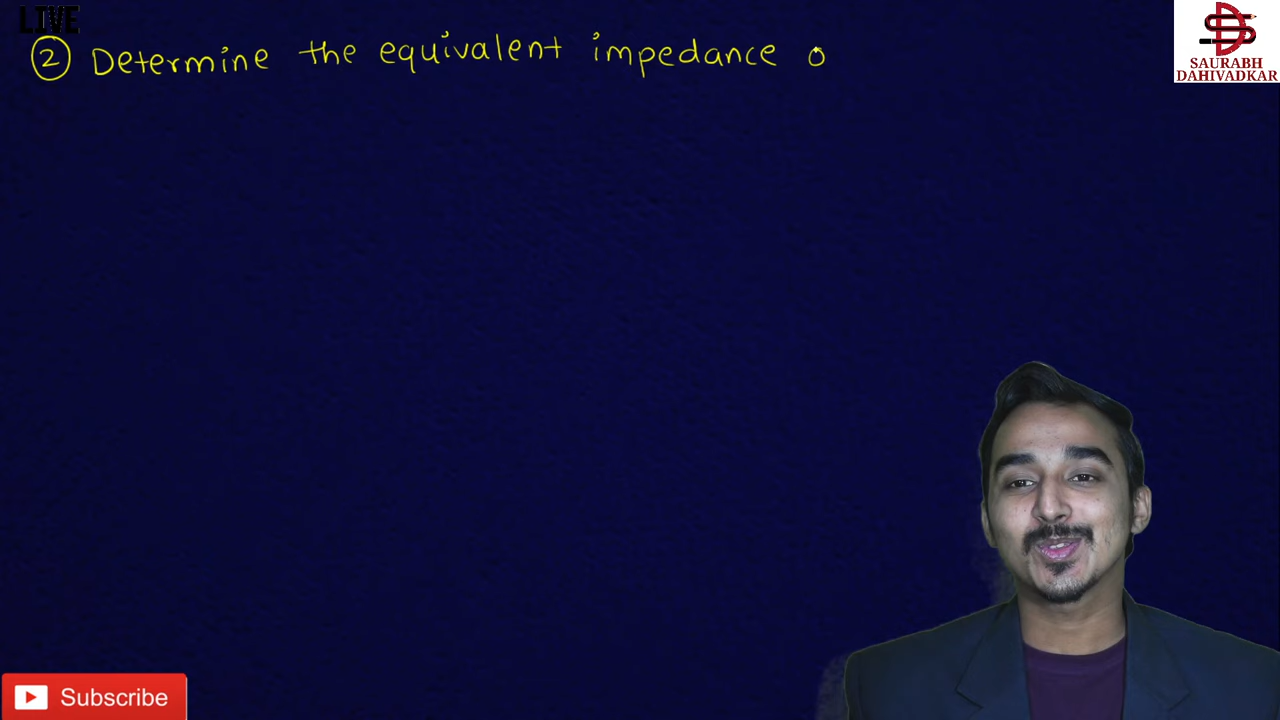 LIVE
② Determine the equivalent impedance o
SAURABH
DAHIVADKAR
Subscribe